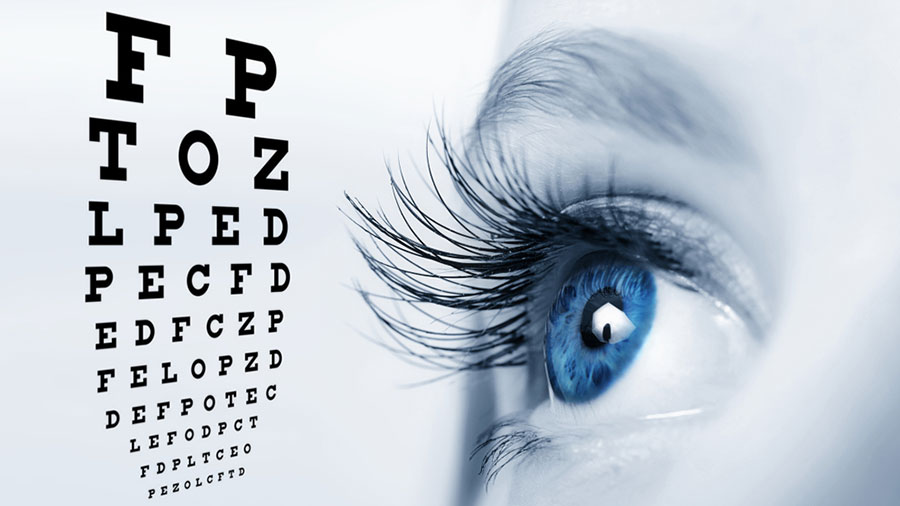 F P
T O Z
L P E D
P E C F D
E D F C Z P
F E L O P Z D
D E F P O T E C
L E F O D P C T
F D P L T C E O
P E Z O L C F T D